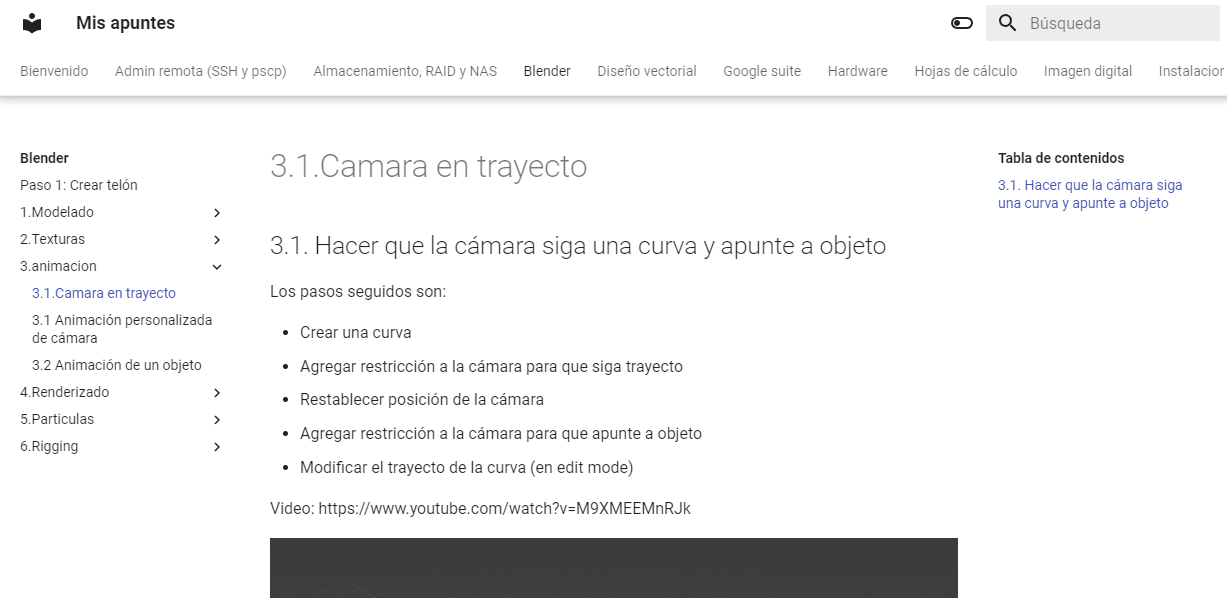 Mis apuntes
Búsqueda
Bienvenido
Admin remota (SSH y pscp)
Almacenamiento, RAID y NAS
Blender
Diseño vectorial
Google suite
Hardware
Hojas de cálculo
Imagen digital
Instalacior
Blender
Paso 1: Crear telón
1.Modelado
2.Texturas
3.animacion
3.1.Camara en trayecto
3.1 Animación personalizada
de cámara
3.2 Animación de un objeto
4.Renderizado
5.Particulas
6.Rigging
3.1.Camara en trayecto
3.1. Hacer que la cámara siga una curva y apunte a objeto
Los pasos seguidos son:
• Crear una curva
• Agregar restricción a la cámara para que siga trayecto
• Restablecer posición de la cámara
• Agregar restricción a la cámara para que apunte a objeto
• Modificar el trayecto de la curva (en edit mode)
Video: https://www.youtube.com/watch?v=M9XMEEMnRJk
Tabla de contenidos
3.1. Hacer que la cámara siga
una curva y apunte a objeto